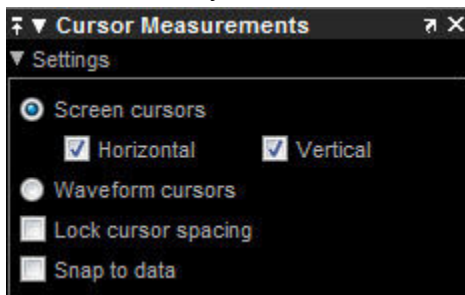 Cursor Measurements
Settings
Screen cursors
Horizontal Vertical
Waveform cursors
Lock cursor spacing
Snap to data